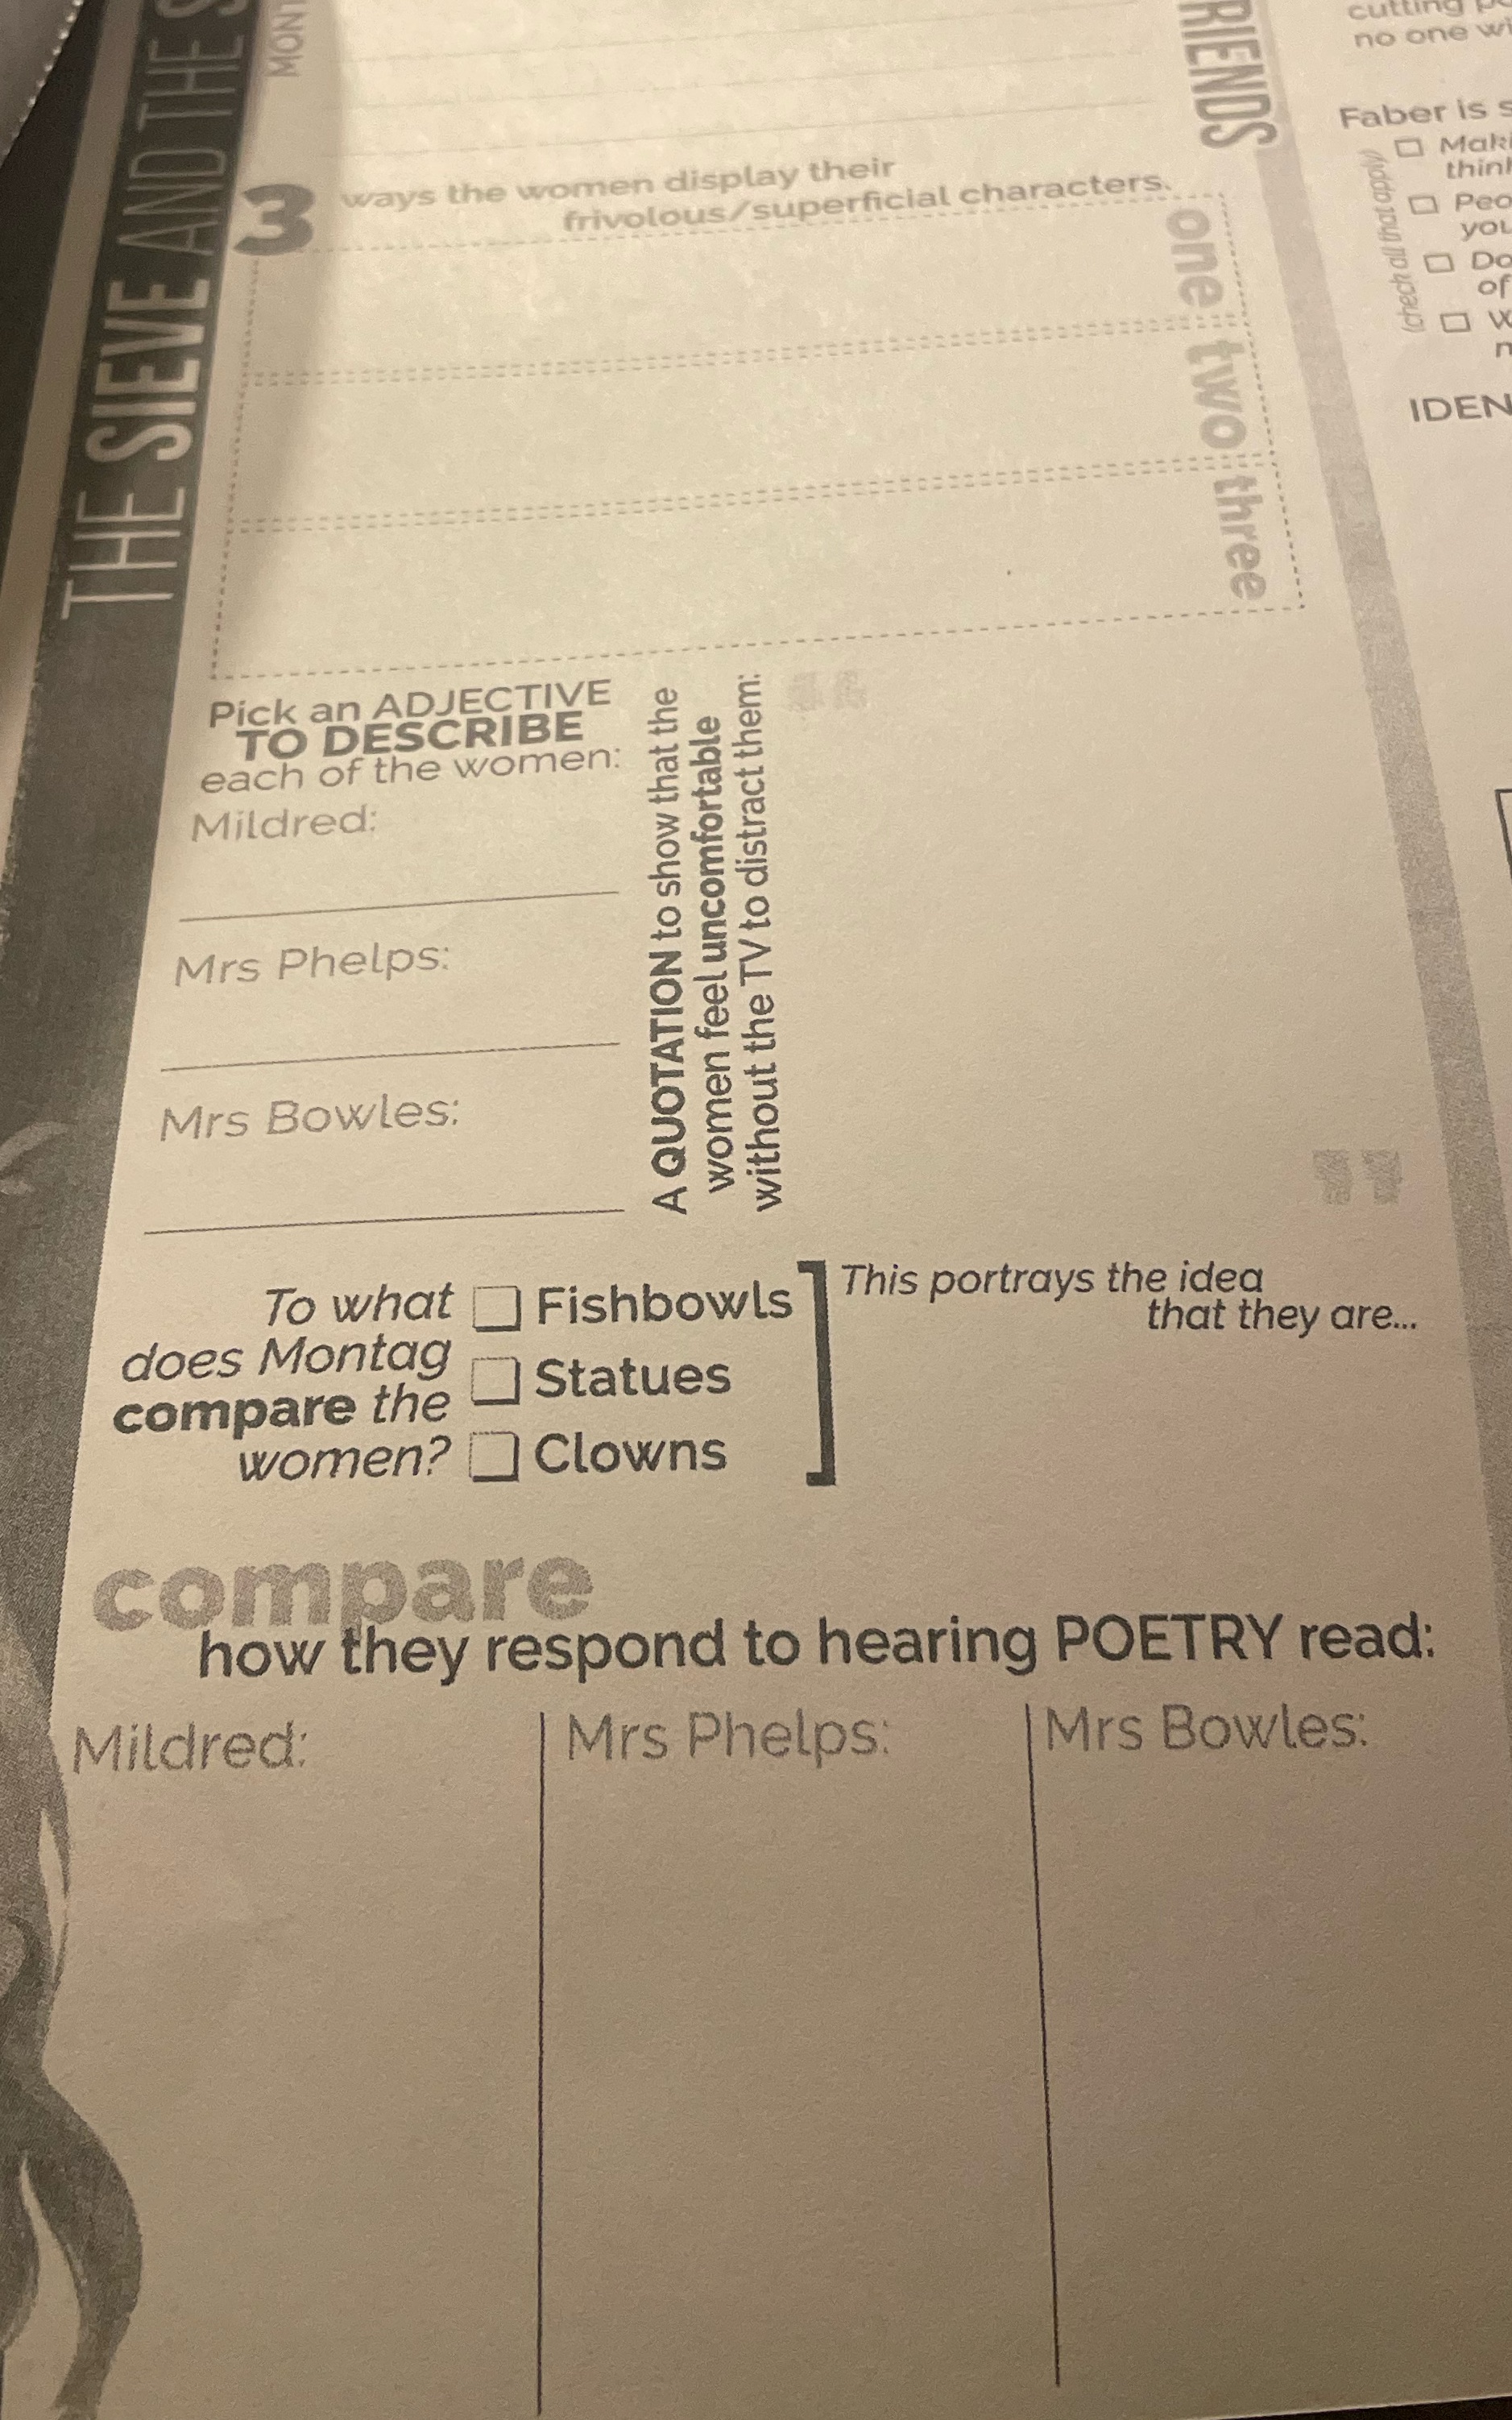 THE SIEVE AND THE
3 ways the women display their
frivolous/superficial characters.
one
two
three
Pick an ADJECTIVE
TO DESCRIBE
each of the women:
Mildred:
Mrs Phelps:
Mrs Bowles:
A QUOTATION to show that the
women feel uncomfortable
without the TV to distract them:
"
"
To what
does Montag
compare the
women?
Fishbowls
Statues
Clowns
This portrays the idea
that they are...
compare
how they respond to hearing POETRY read:
Mildred:
Mrs Phelps:
Mrs Bowles:
cutting
no one
Faber is
(check all that apply)